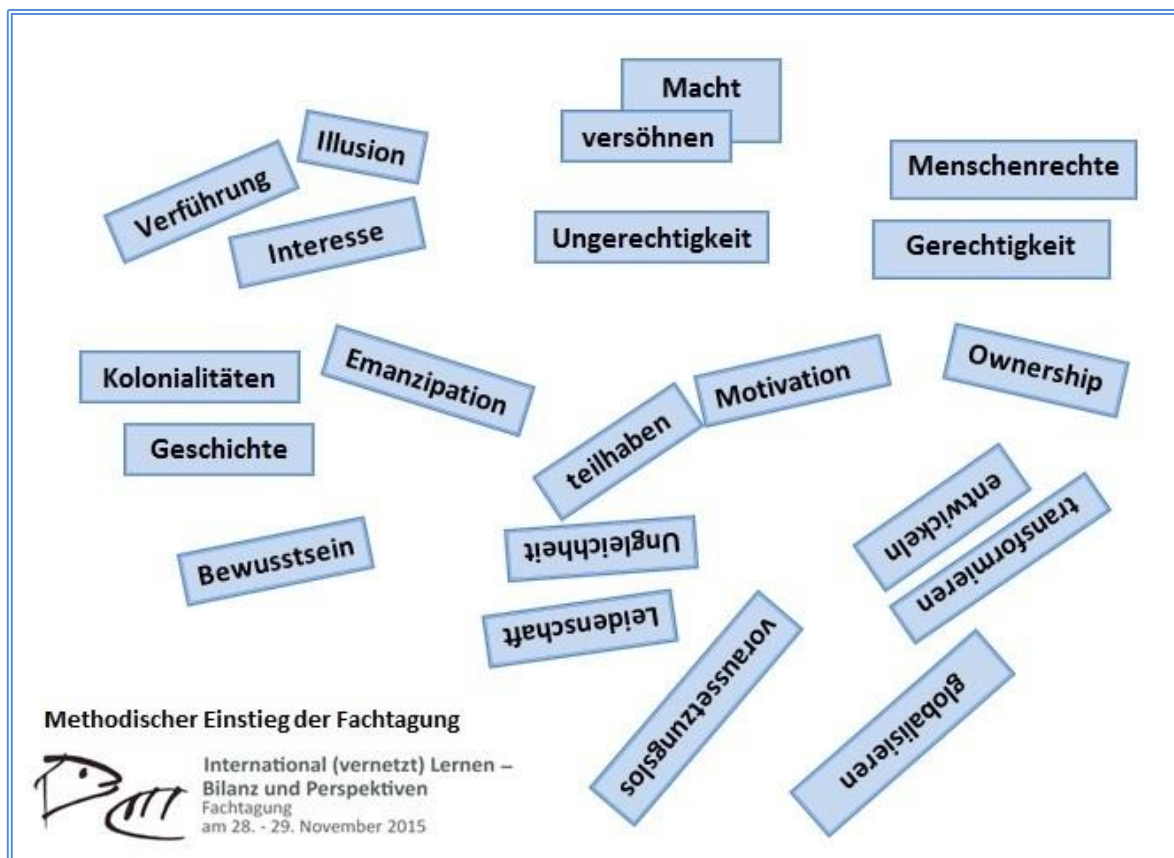 Macht
versöhnen
Illusion
Verführung
Interesse
Menschenrechte
Ungerechtigkeit
Gerechtigkeit
Kolonialitäten
Emanzipation
Motivation
Ownership
Geschichte
teilhaben
entwickeln
transformieren
Bewusstsein
Ungleichheit
Leidenschaft
voraussetzungslos
globalisieren
Methodischer Einstieg der Fachtagung
International (vernetzt) Lernen –
Bilanz und Perspektiven
Fachtagung
am 28. - 29. November 2015